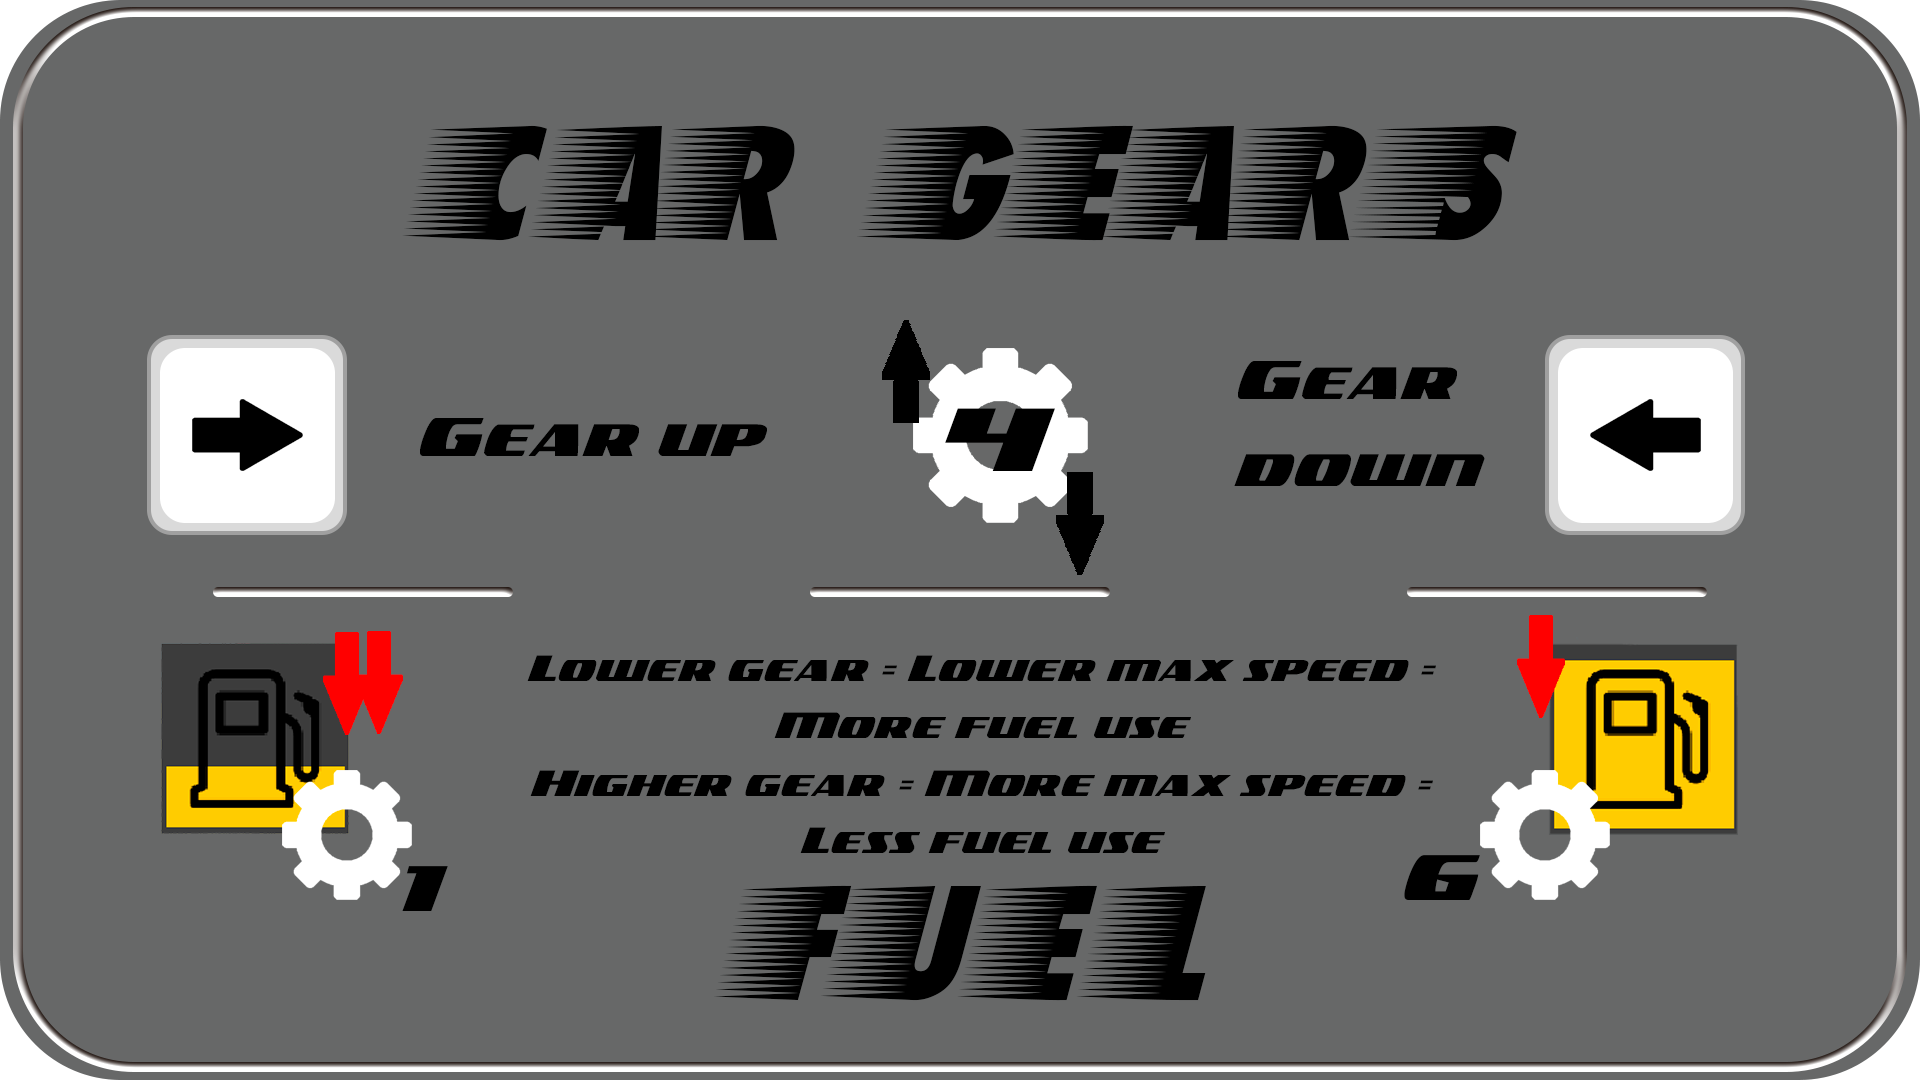 CAR GEARS
Gear up
4
Gear
down
Lower gear = Lower max speed =
More fuel use
Higher gear = More max speed =
Less fuel use
1
6
FUEL